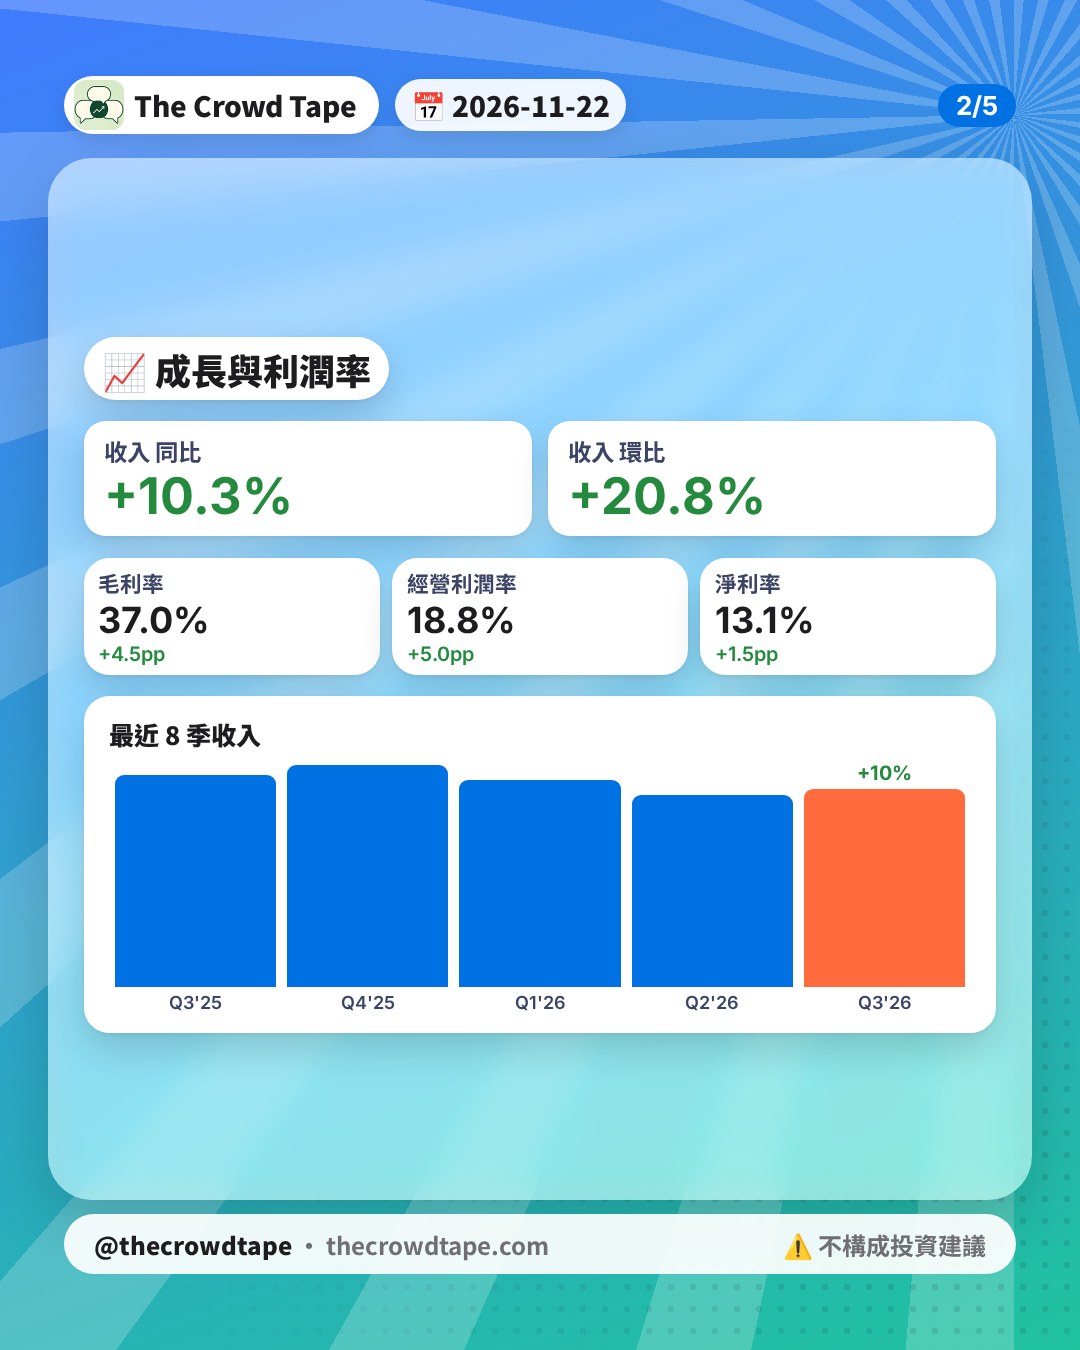 The Crowd Tape
2026-11-22
2/5
成長與利潤率
收入 同比
+10.3%
收入 環比
+20.8%
毛利率
37.0%
+4.5pp
經營利潤率
18.8%
+5.0pp
淨利率
13.1%
+1.5pp
最近 8 季收入
+10%
Q3'25
Q4'25
Q1'26
Q2'26
Q3'26
@thecrowdtape • thecrowdtape.com
⚠️ 不構成投資建議